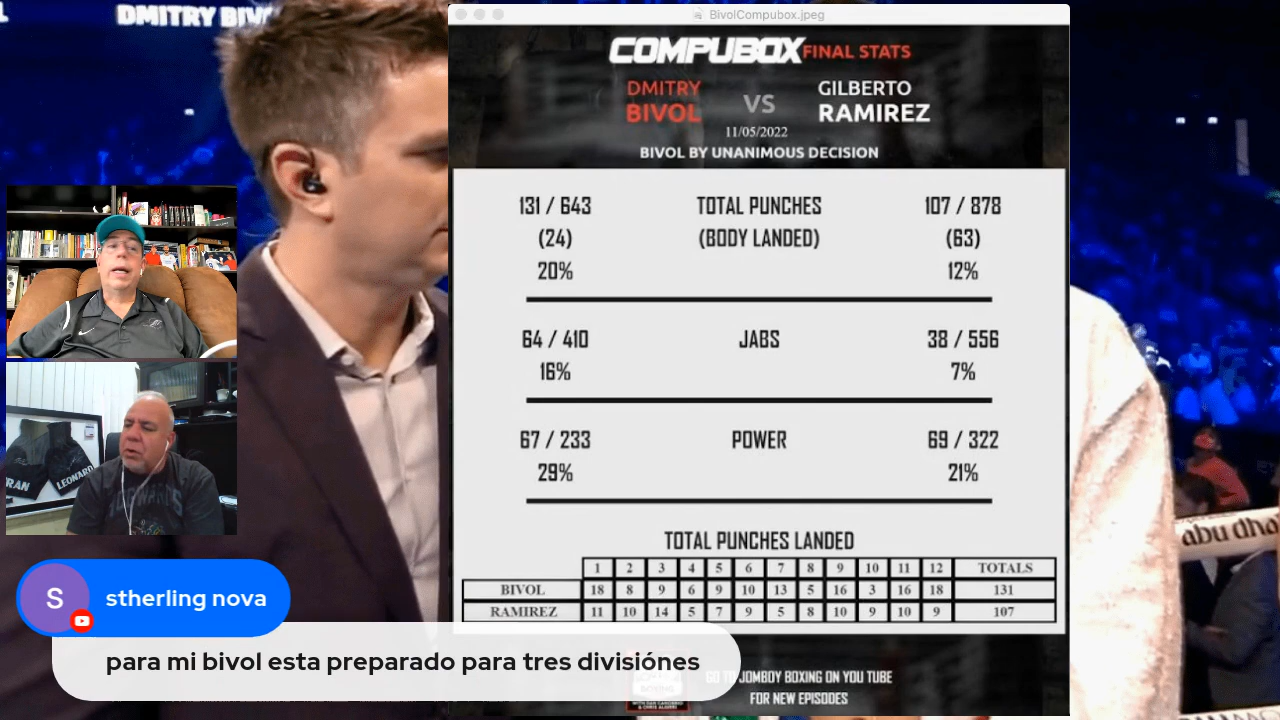 DMITRY BIV
BivolCompubox.jpeg
COMPUBOX FINAL STATS
DMITRY
BIVOL
VS
GILBERTO
RAMIREZ
11/05/2022
BIVOL BY UNANIMOUS DECISION
131 / 643 TOTAL PUNCHES 107 / 878
(24) (BODY LANDED) (63)
20% 12%
64 / 410 JABS 38 / 556
16% 7%
67 / 233 POWER 69 / 322
29% 21%
TOTAL PUNCHES LANDED
1 2 3 4 5 6 7 8 9 10 11 12 TOTALS
BIVOL 18 8 9 6 9 10 13 5 16 3 16 18 131
RAMIREZ 11 10 14 5 7 9 5 8 10 9 10 9 107
RAN
LEONARD
abu dha
S
stherling nova
para mi bivol esta preparado para tres divisiónes
JOMBOY BOXING ON YOU TUBE
FOR NEW EPISODES